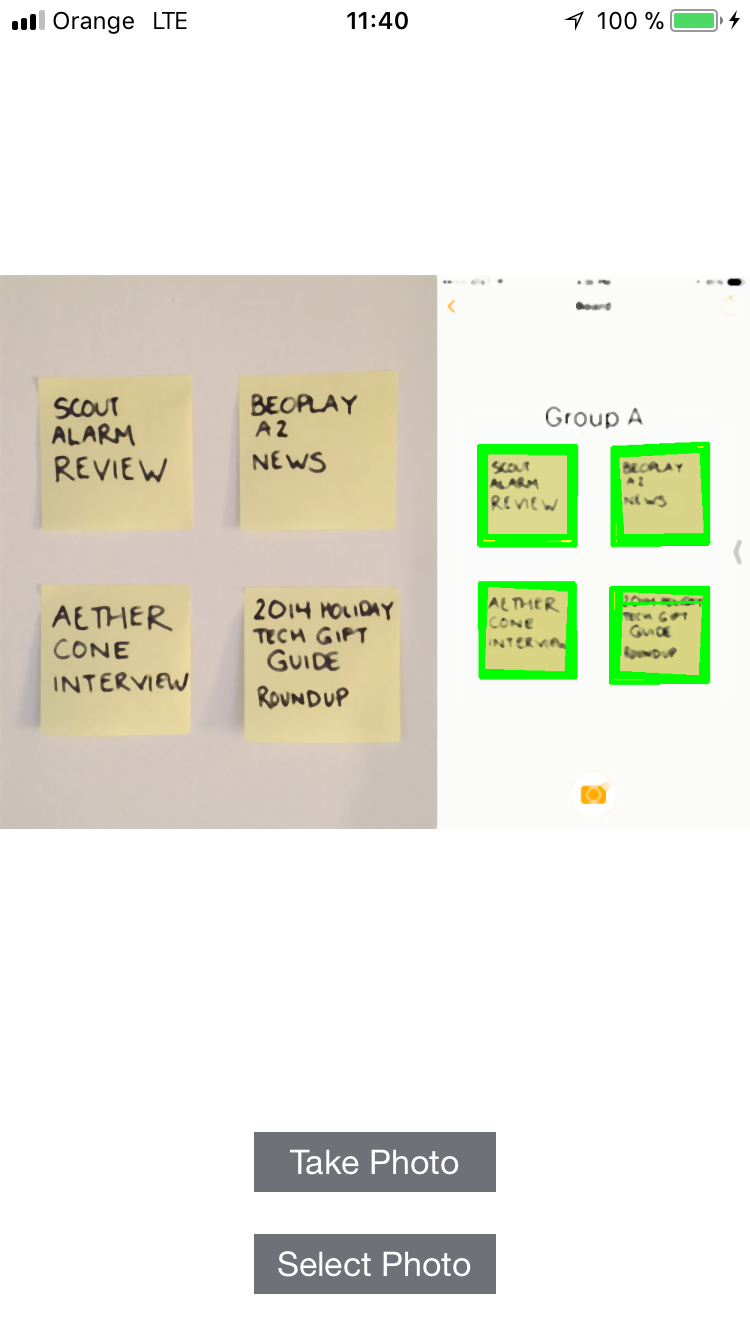 Orange LTE 11:40 100 %
SCOUT
ALARM
REVIEW
BEOPLAY
A2
NEWS
AETHER
CONE
INTERVIEW
2014 HOLIDAY
TECH GIFT
GUIDE
ROUNDUP
Board
Group A
SCOUT
ALARM
REVIEW
BEOPLAY
A2
NEWS
AETHER
CONE
INTERVIEW
2014 HOLIDAY
TECH GIFT
GUIDE
ROUNDUP
Take Photo
Select Photo